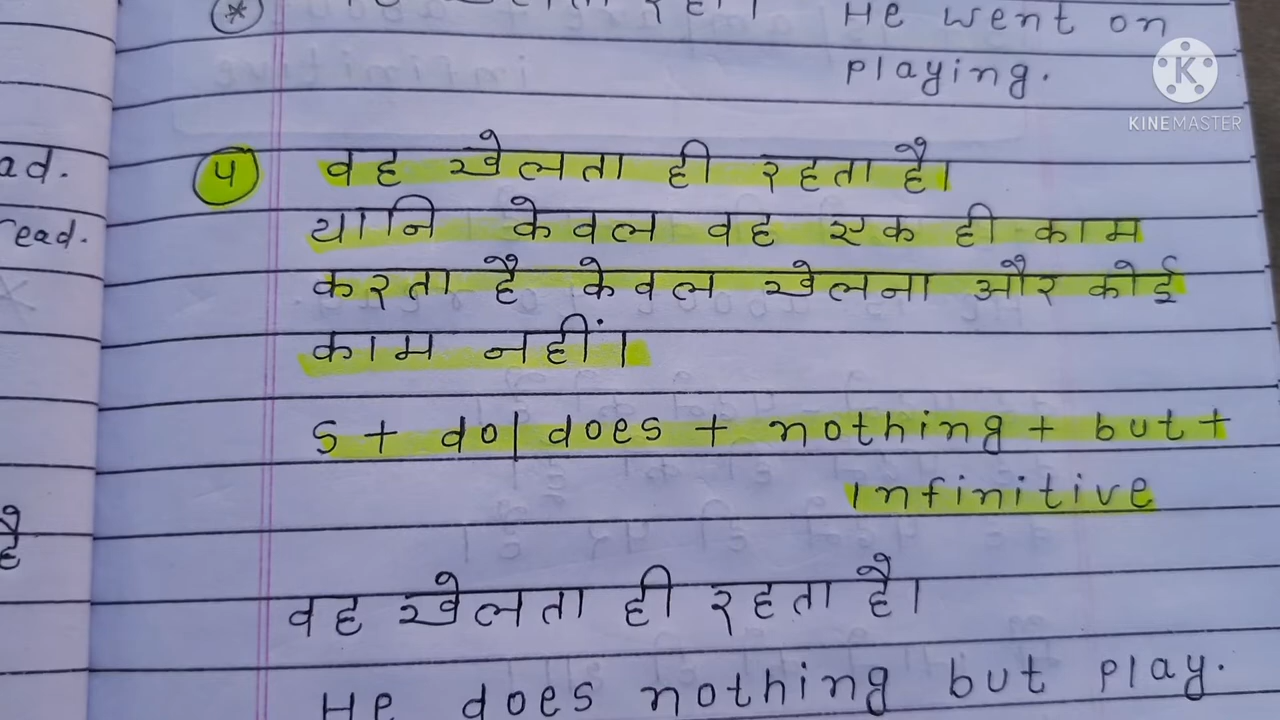 He went on
playing.
KINEMASTER
ad.
ead.
४ वह खेलता ही रहता है।
यानि केवल वह एक ही काम
करता है केवल खेलना और कोई
काम नहीं।
S + do/does + nothing + but +
Infinitive
है
वह खेलता ही रहता है।
He does nothing but play.